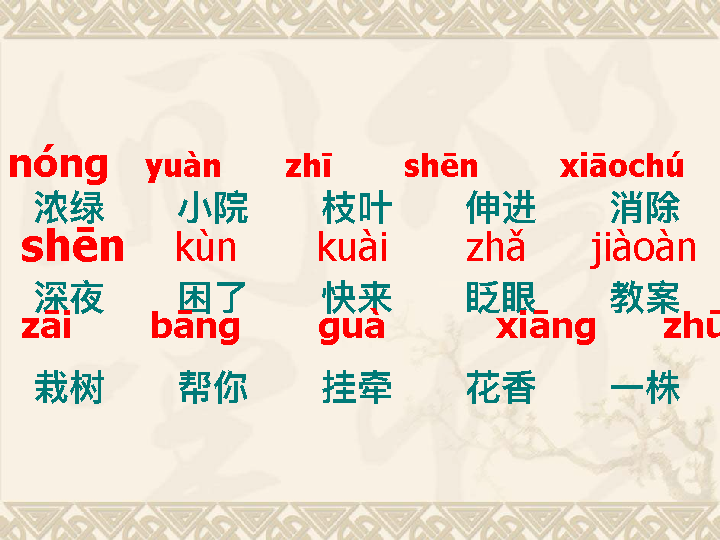 nóng yuàn zhī shēn xiāochú
浓绿 小院 枝叶 伸进 消除
shēn kùn kuài zhǎ jiàoàn
深夜 困了 快来 眨眼 教案
zāi bāng guà xiāng zhū
栽树 帮你 挂牵 花香 一株